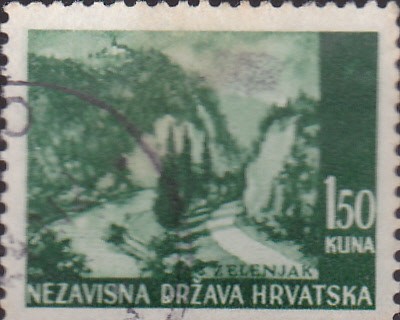 1.50
KUNA
ZELENJAK
NEZAVISNA DRŽAVA HRVATSKA